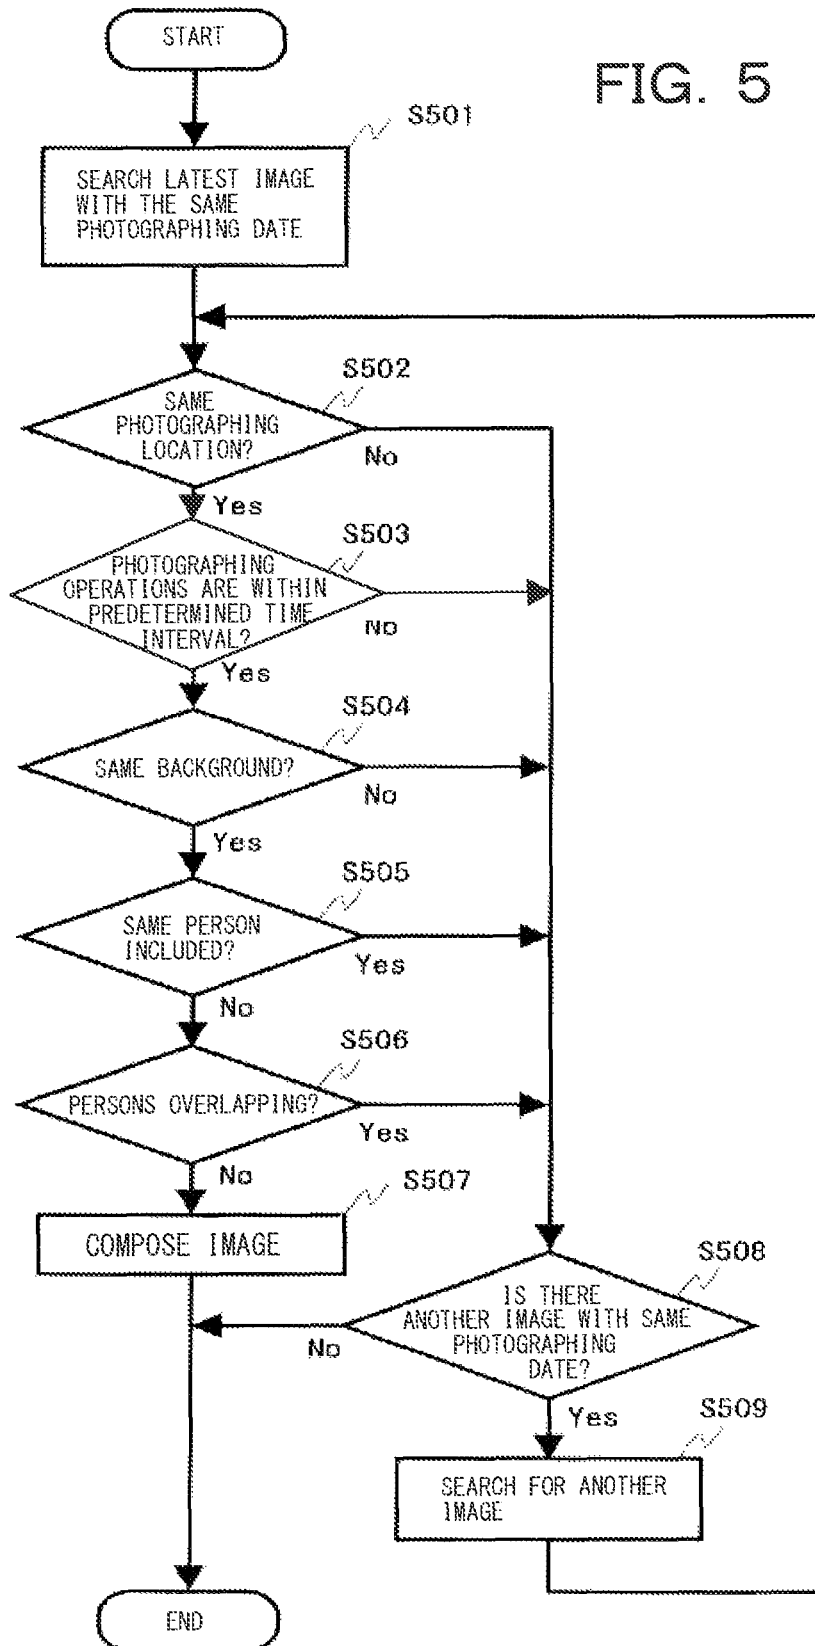 START
FIG. 5
S501
SEARCH LATEST IMAGE
WITH THE SAME
PHOTOGRAPHING DATE
S502
SAME
PHOTOGRAPHING
LOCATION?
No
Yes
S503
PHOTOGRAPHING
OPERATIONS ARE WITHIN
PREDETERMINED TIME
INTERVAL?
No
Yes
S504
SAME BACKGROUND?
No
Yes
S505
SAME PERSON
INCLUDED?
Yes
No
S506
PERSONS OVERLAPPING?
Yes
No
S507
COMPOSE IMAGE
S508
IS THERE
ANOTHER IMAGE WITH SAME
PHOTOGRAPHING
DATE?
No
Yes
S509
SEARCH FOR ANOTHER
IMAGE
END